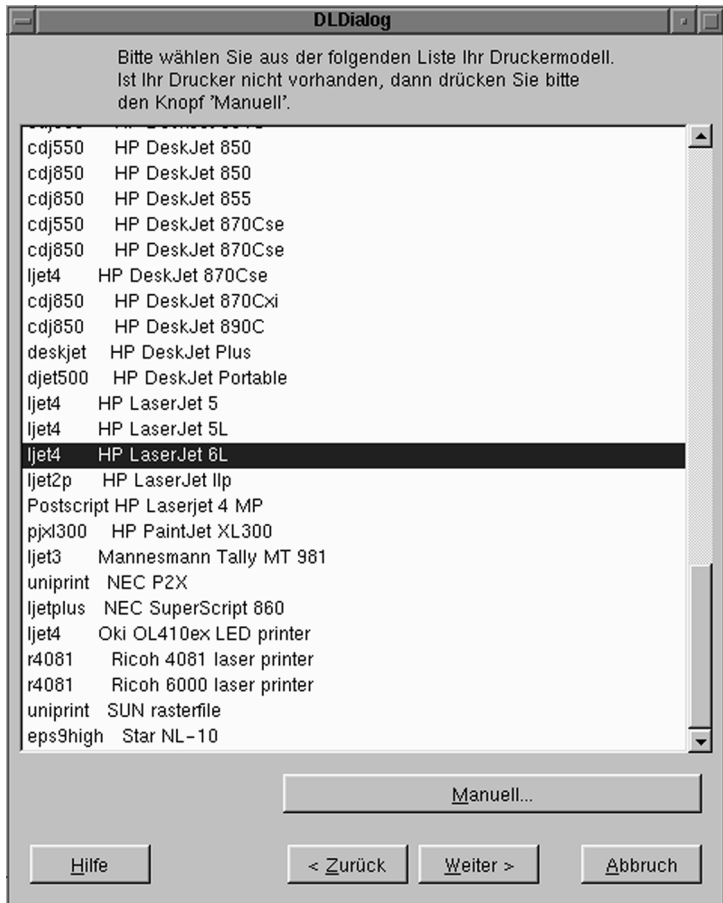 DLDialog
Bitte wählen Sie aus der folgenden Liste Ihr Druckermodell.
Ist Ihr Drucker nicht vorhanden, dann drücken Sie bitte
den Knopf 'Manuell'.
cdj550 HP DeskJet 850
cdj850 HP DeskJet 850
cdj850 HP DeskJet 855
cdj550 HP DeskJet 870Cse
cdj850 HP DeskJet 870Cse
ljet4 HP DeskJet 870Cse
cdj850 HP DeskJet 870Cxi
cdj850 HP DeskJet 890C
deskjet HP DeskJet Plus
djet500 HP DeskJet Portable
ljet4 HP LaserJet 5
ljet4 HP LaserJet 5L
ljet4 HP LaserJet 6L
ljet2p HP LaserJet IIp
Postscript HP Laserjet 4 MP
pjxl300 HP PaintJet XL300
ljet3 Mannesmann Tally MT 981
uniprint NEC P2X
ljetplus NEC SuperScript 860
ljet4 Oki OL410ex LED printer
r4081 Ricoh 4081 laser printer
r4081 Ricoh 6000 laser printer
uniprint SUN rasterfile
eps9high Star NL-10
Manuell...
Hilfe
< Zurück
Weiter >
Abbruch